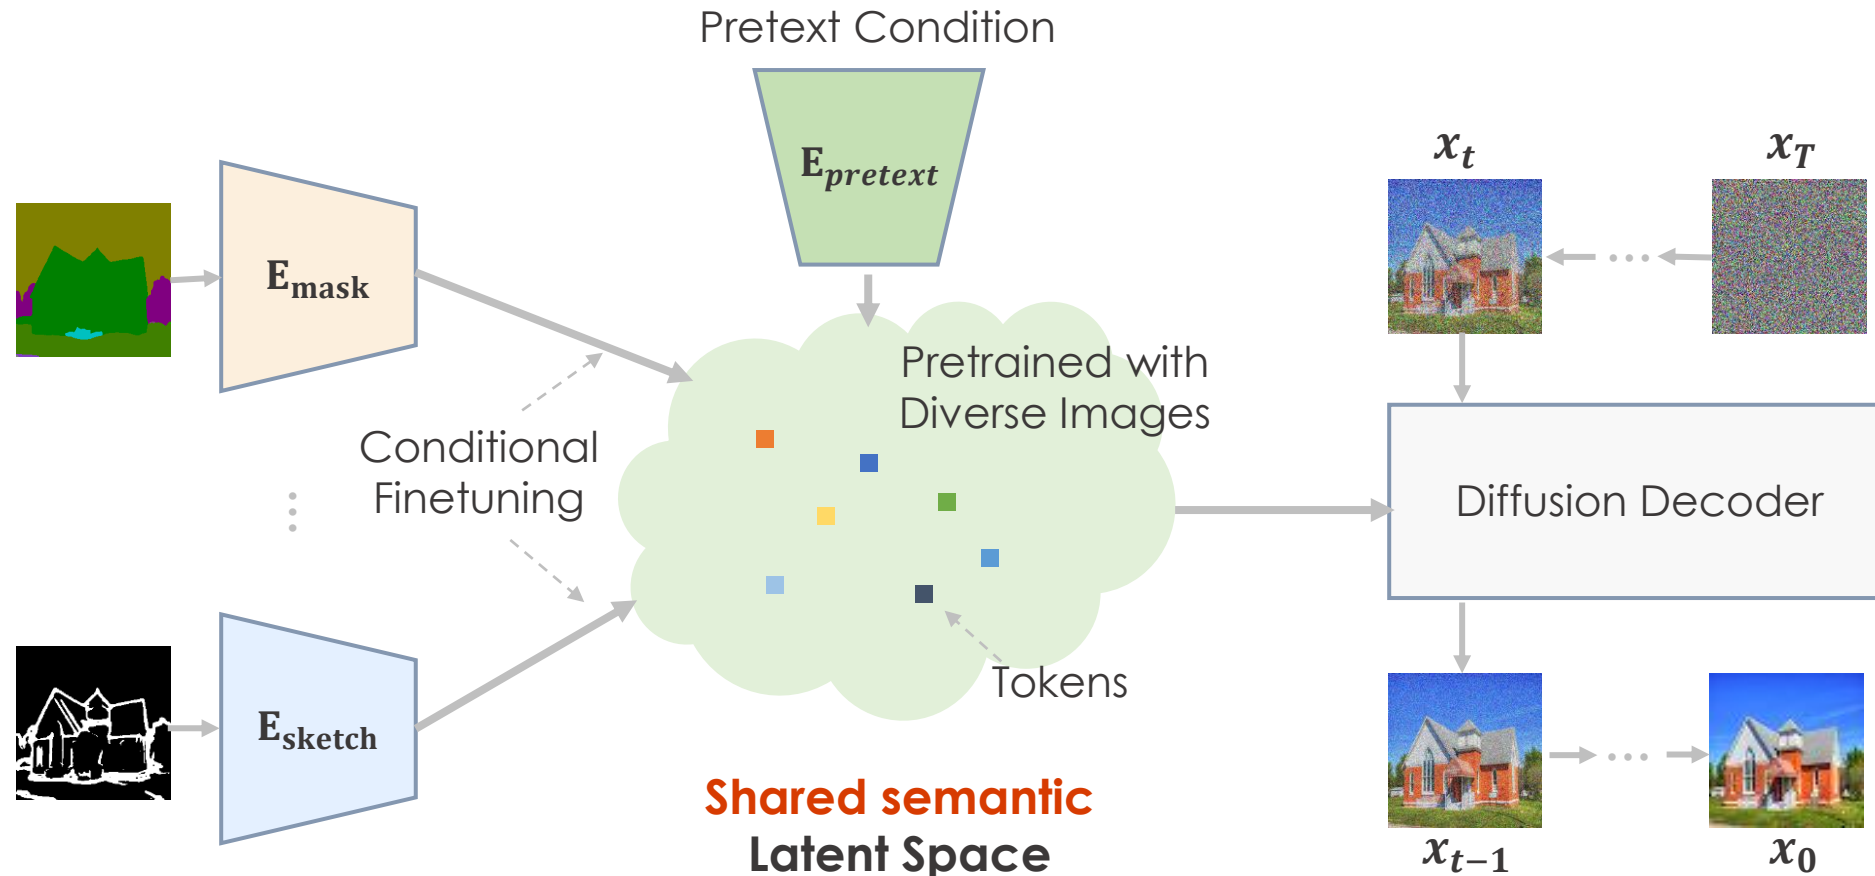 Pretext Condition
E_pretext
x_t
x_T
E_mask
Pretrained with
Diverse Images
Conditional
Finetuning
Diffusion Decoder
Tokens
E_sketch
Shared semantic
Latent Space
x_{t−1}
x_0